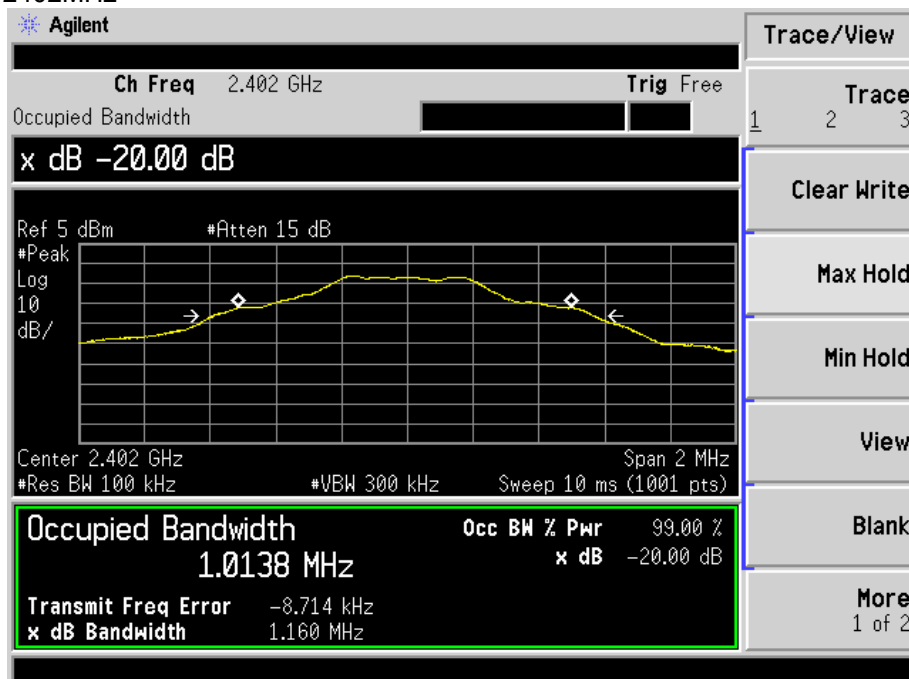 Agilent
Trace/View
Ch Freq 2.402 GHz Trig Free
Occupied Bandwidth
x dB -20.00 dB
Ref 5 dBm #Atten 15 dB
#Peak
Log
10
dB/
Center 2.402 GHz Span 2 MHz
#Res BW 100 kHz #VBW 300 kHz Sweep 10 ms (1001 pts)
Occupied Bandwidth Occ BW % Pwr 99.00 %
1.0138 MHz x dB -20.00 dB
Transmit Freq Error -8.714 kHz
x dB Bandwidth 1.160 MHz
Trace
1 2 3
Clear Write
Max Hold
Min Hold
View
Blank
More
1 of 2